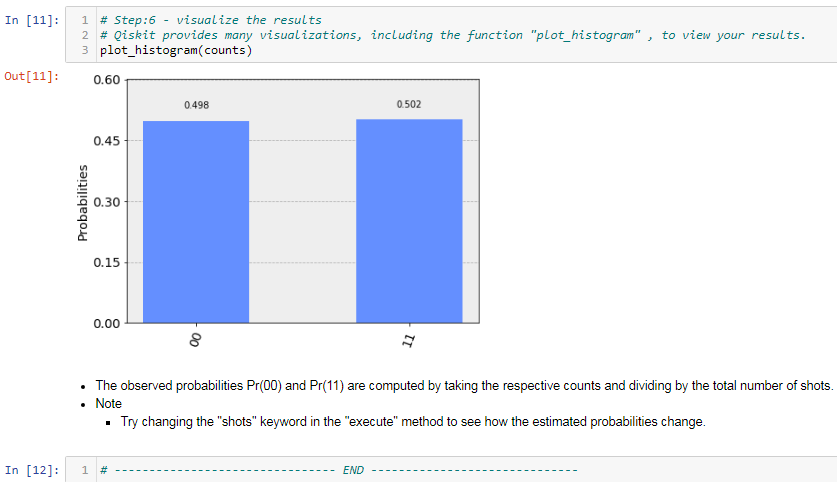 In [11]: 1 # Step:6 - visualize the results
2 # Qiskit provides many visualizations, including the function "plot_histogram" , to view your results.
3 plot_histogram(counts)
Out[11]:
0.60
0.498 0.502
0.45
0.30
0.15
0.00
Probabilities
00 11
• The observed probabilities Pr(00) and Pr(11) are computed by taking the respective counts and dividing by the total number of shots.
• Note
▪ Try changing the "shots" keyword in the "execute" method to see how the estimated probabilities change.
In [12]: 1 # -------------------------------- END ------------------------------